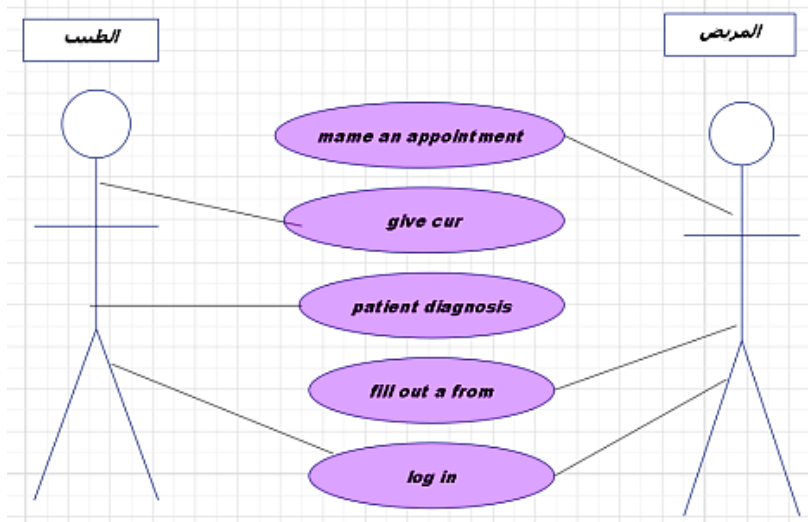 الطبيب
المريض
mame an appointment
give cur
patient diagnosis
fill out a from
log in